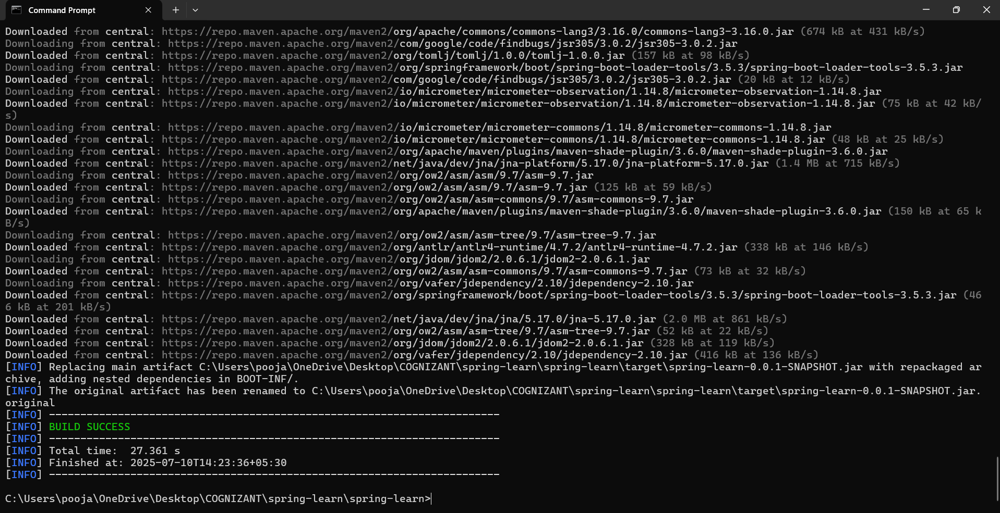 Command Prompt
Downloaded from central: https://repo.maven.apache.org/maven2/org/apache/commons/commons-lang3/3.16.0/commons-lang3-3.16.0.jar (674 kB at 431 kB/s)
Downloading from central: https://repo.maven.apache.org/maven2/com/google/code/findbugs/jsr305/3.0.2/jsr305-3.0.2.jar
Downloaded from central: https://repo.maven.apache.org/maven2/org/tomlj/tomlj/1.0.0/tomlj-1.0.0.jar (157 kB at 98 kB/s)
Downloading from central: https://repo.maven.apache.org/maven2/org/springframework/boot/spring-boot-loader-tools/3.5.3/spring-boot-loader-tools-3.5.3.jar
Downloaded from central: https://repo.maven.apache.org/maven2/com/google/code/findbugs/jsr305/3.0.2/jsr305-3.0.2.jar (20 kB at 12 kB/s)
Downloading from central: https://repo.maven.apache.org/maven2/io/micrometer/micrometer-observation/1.14.8/micrometer-observation-1.14.8.jar
Downloaded from central: https://repo.maven.apache.org/maven2/io/micrometer/micrometer-observation/1.14.8/micrometer-observation-1.14.8.jar (75 kB at 42 kB/
s)
Downloading from central: https://repo.maven.apache.org/maven2/io/micrometer/micrometer-commons/1.14.8/micrometer-commons-1.14.8.jar
Downloaded from central: https://repo.maven.apache.org/maven2/io/micrometer/micrometer-commons/1.14.8/micrometer-commons-1.14.8.jar (48 kB at 25 kB/s)
Downloading from central: https://repo.maven.apache.org/maven2/org/apache/maven/plugins/maven-shade-plugin/3.6.0/maven-shade-plugin-3.6.0.jar
Downloaded from central: https://repo.maven.apache.org/maven2/net/java/dev/jna/jna-platform/5.17.0/jna-platform-5.17.0.jar (1.4 MB at 715 kB/s)
Downloading from central: https://repo.maven.apache.org/maven2/org/ow2/asm/asm/9.7/asm-9.7.jar
Downloaded from central: https://repo.maven.apache.org/maven2/org/ow2/asm/asm/9.7/asm-9.7.jar (125 kB at 59 kB/s)
Downloading from central: https://repo.maven.apache.org/maven2/org/ow2/asm/asm-commons/9.7/asm-commons-9.7.jar
Downloaded from central: https://repo.maven.apache.org/maven2/org/apache/maven/plugins/maven-shade-plugin/3.6.0/maven-shade-plugin-3.6.0.jar (150 kB at 65 k
B/s)
Downloading from central: https://repo.maven.apache.org/maven2/org/ow2/asm/asm-tree/9.7/asm-tree-9.7.jar
Downloaded from central: https://repo.maven.apache.org/maven2/org/antlr/antlr4-runtime/4.7.2/antlr4-runtime-4.7.2.jar (338 kB at 146 kB/s)
Downloading from central: https://repo.maven.apache.org/maven2/org/jdom/jdom2/2.0.6.1/jdom2-2.0.6.1.jar
Downloaded from central: https://repo.maven.apache.org/maven2/org/ow2/asm/asm-commons/9.7/asm-commons-9.7.jar (73 kB at 32 kB/s)
Downloading from central: https://repo.maven.apache.org/maven2/org/vafer/jdependency/2.10/jdependency-2.10.jar
Downloaded from central: https://repo.maven.apache.org/maven2/org/springframework/boot/spring-boot-loader-tools/3.5.3/spring-boot-loader-tools-3.5.3.jar (46
6 kB at 201 kB/s)
Downloaded from central: https://repo.maven.apache.org/maven2/net/java/dev/jna/jna/5.17.0/jna-5.17.0.jar (2.0 MB at 861 kB/s)
Downloaded from central: https://repo.maven.apache.org/maven2/org/ow2/asm/asm-tree/9.7/asm-tree-9.7.jar (52 kB at 22 kB/s)
Downloaded from central: https://repo.maven.apache.org/maven2/org/jdom/jdom2/2.0.6.1/jdom2-2.0.6.1.jar (328 kB at 119 kB/s)
Downloaded from central: https://repo.maven.apache.org/maven2/org/vafer/jdependency/2.10/jdependency-2.10.jar (416 kB at 136 kB/s)
[INFO] Replacing main artifact C:\Users\pooja\OneDrive\Desktop\COGNIZANT\spring-learn\spring-learn\target\spring-learn-0.0.1-SNAPSHOT.jar with repackaged ar
chive, adding nested dependencies in BOOT-INF/.
[INFO] The original artifact has been renamed to C:\Users\pooja\OneDrive\Desktop\COGNIZANT\spring-learn\spring-learn\target\spring-learn-0.0.1-SNAPSHOT.jar.
original
[INFO] ------------------------------------------------------------------------
[INFO] BUILD SUCCESS
[INFO] ------------------------------------------------------------------------
[INFO] Total time:  27.361 s
[INFO] Finished at: 2025-07-10T14:23:36+05:30
[INFO] ------------------------------------------------------------------------
C:\Users\pooja\OneDrive\Desktop\COGNIZANT\spring-learn\spring-learn>